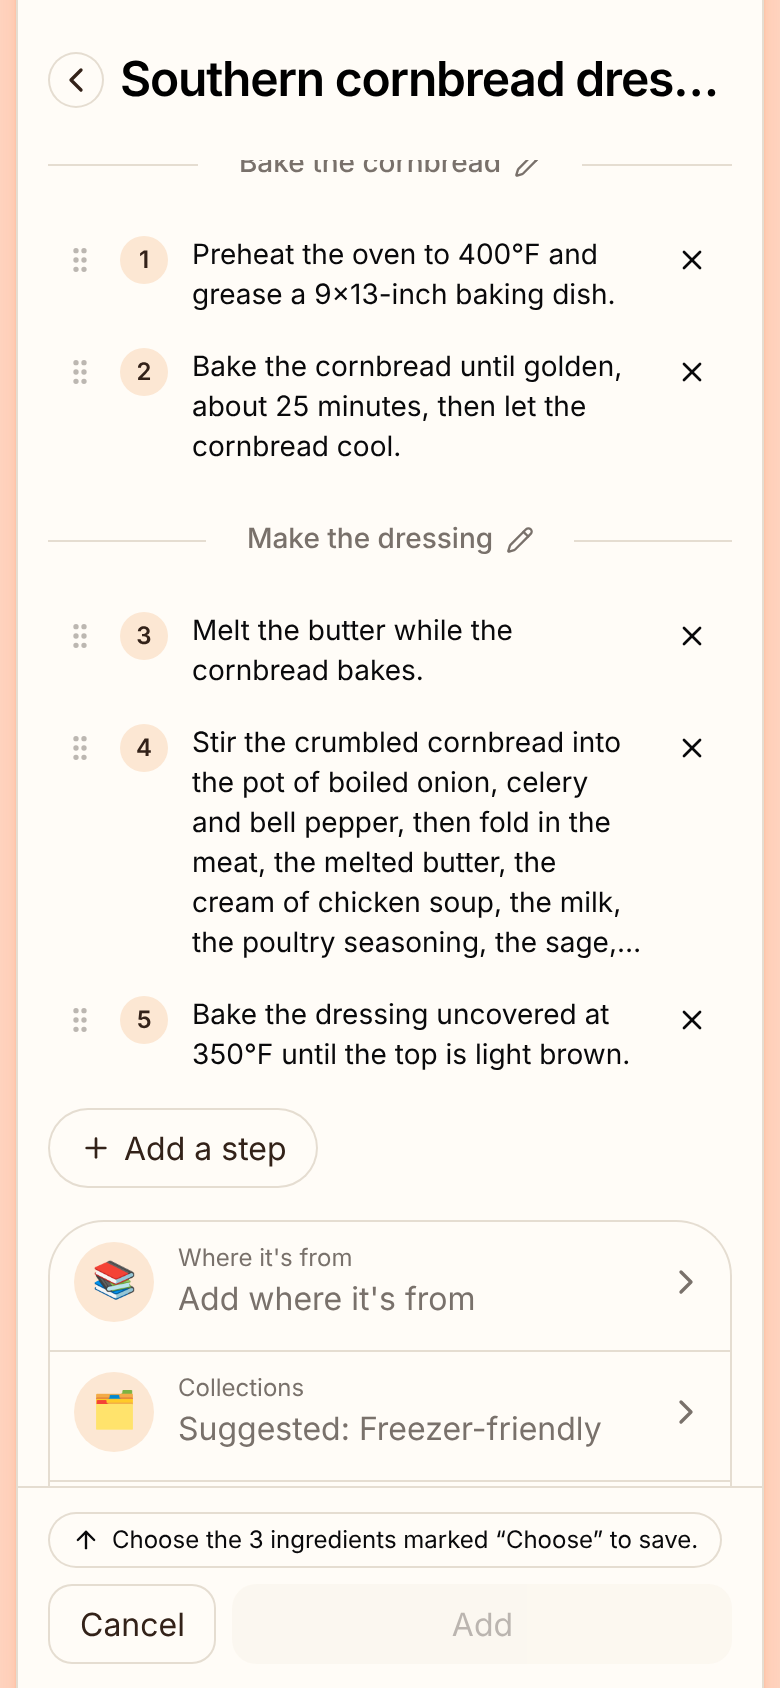 Southern cornbread dres...
Bake the cornbread
1
Preheat the oven to 400°F and
grease a 9×13-inch baking dish.
2
Bake the cornbread until golden,
about 25 minutes, then let the
cornbread cool.
Make the dressing
3
Melt the butter while the
cornbread bakes.
4
Stir the crumbled cornbread into
the pot of boiled onion, celery
and bell pepper, then fold in the
meat, the melted butter, the
cream of chicken soup, the milk,
the poultry seasoning, the sage,...
5
Bake the dressing uncovered at
350°F until the top is light brown.
+ Add a step
Where it's from
Add where it's from
Collections
Suggested: Freezer-friendly
↑ Choose the 3 ingredients marked “Choose” to save.
Cancel
Add